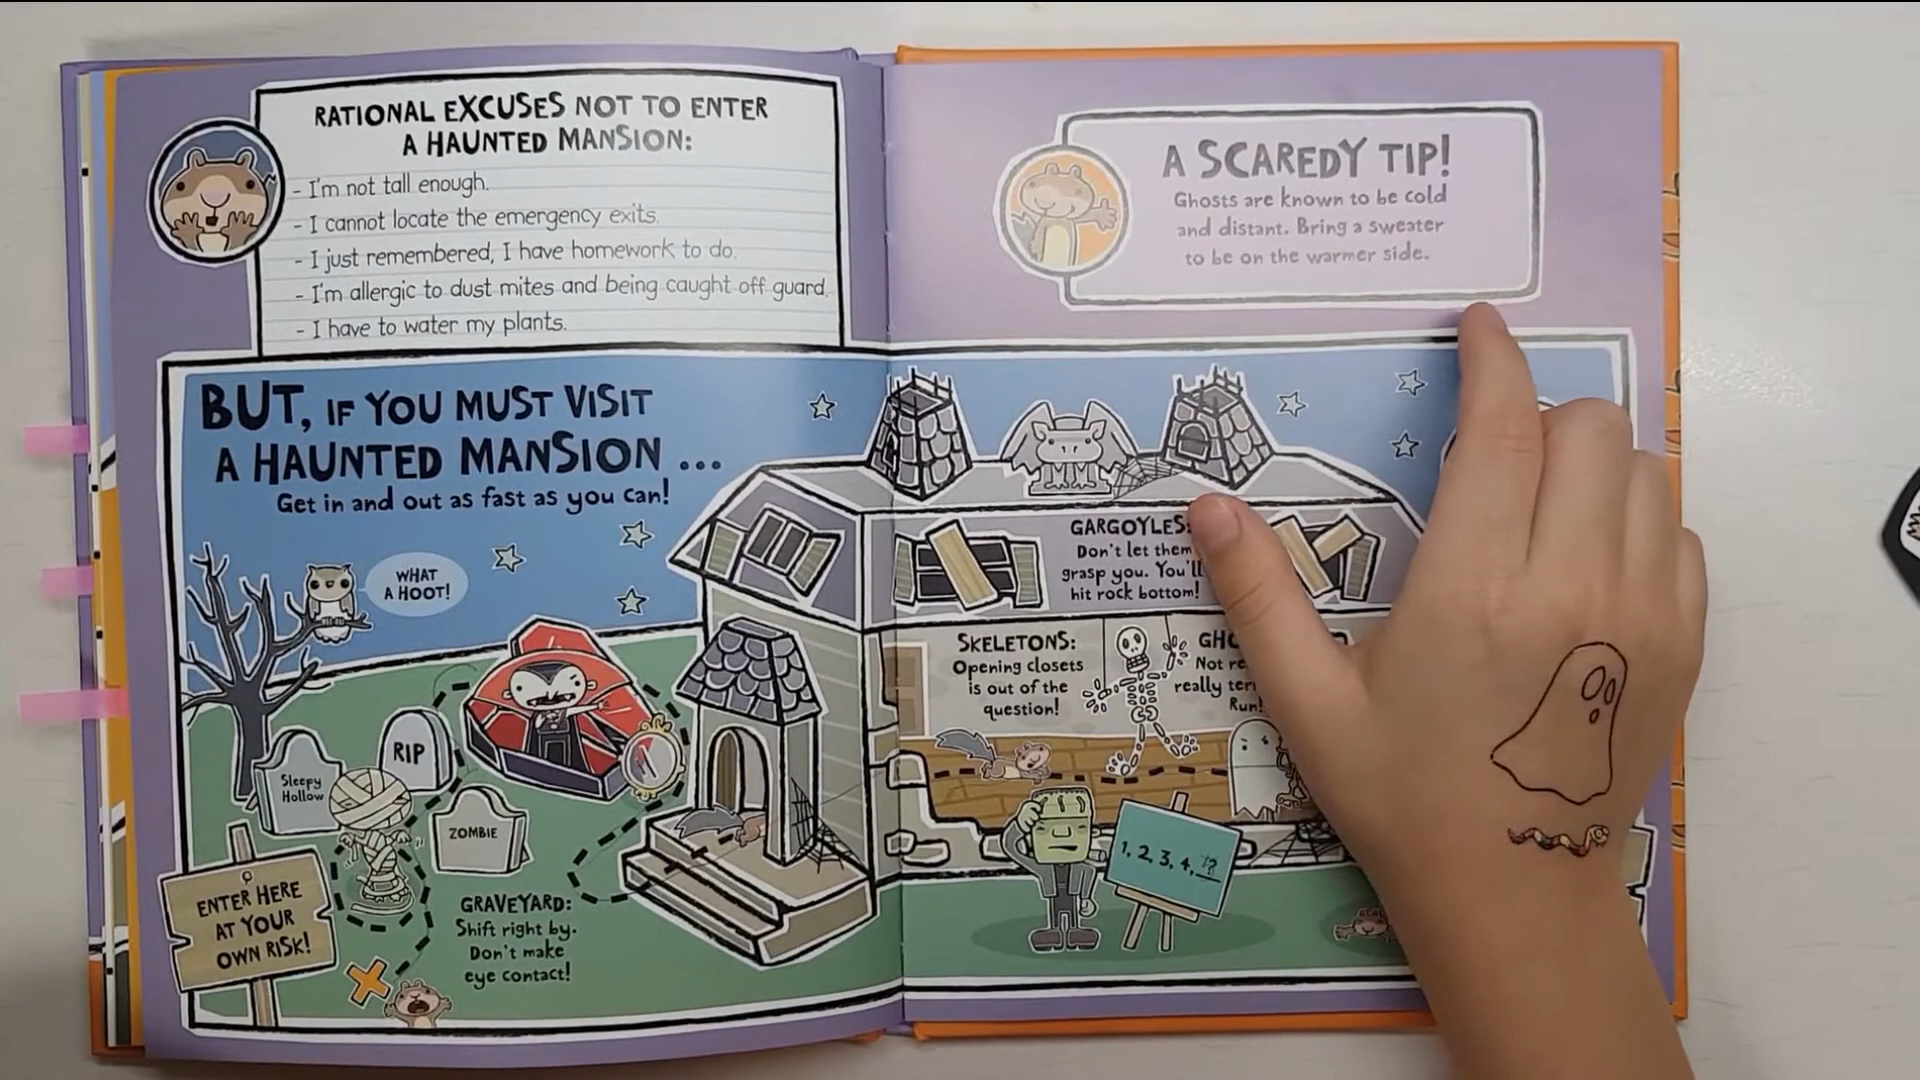 RATIONAL EXCUSES NOT TO ENTER
A HAUNTED MANSION:
- I'm not tall enough.
- I cannot locate the emergency exits.
- I just remembered, I have homework to do.
- I'm allergic to dust mites and being caught off guard.
- I have to water my plants.
A SCAREDY TIP!
Ghosts are known to be cold
and distant. Bring a sweater
to be on the warmer side.
BUT, IF YOU MUST VISIT
A HAUNTED MANSION ...
Get in and out as fast as you can!
WHAT
A HOOT!
GARGOYLES:
Don't let them
grasp you. You'll
hit rock bottom!
SKELETONS:
Opening closets
is out of the
question!
Not
really
Run!
RIP
Sleepy
Hollow
ZOMBIE
ENTER HERE
AT YOUR
OWN RISK!
GRAVEYARD:
Shift right by.
Don't make
eye contact!
1, 2, 3, 4, __